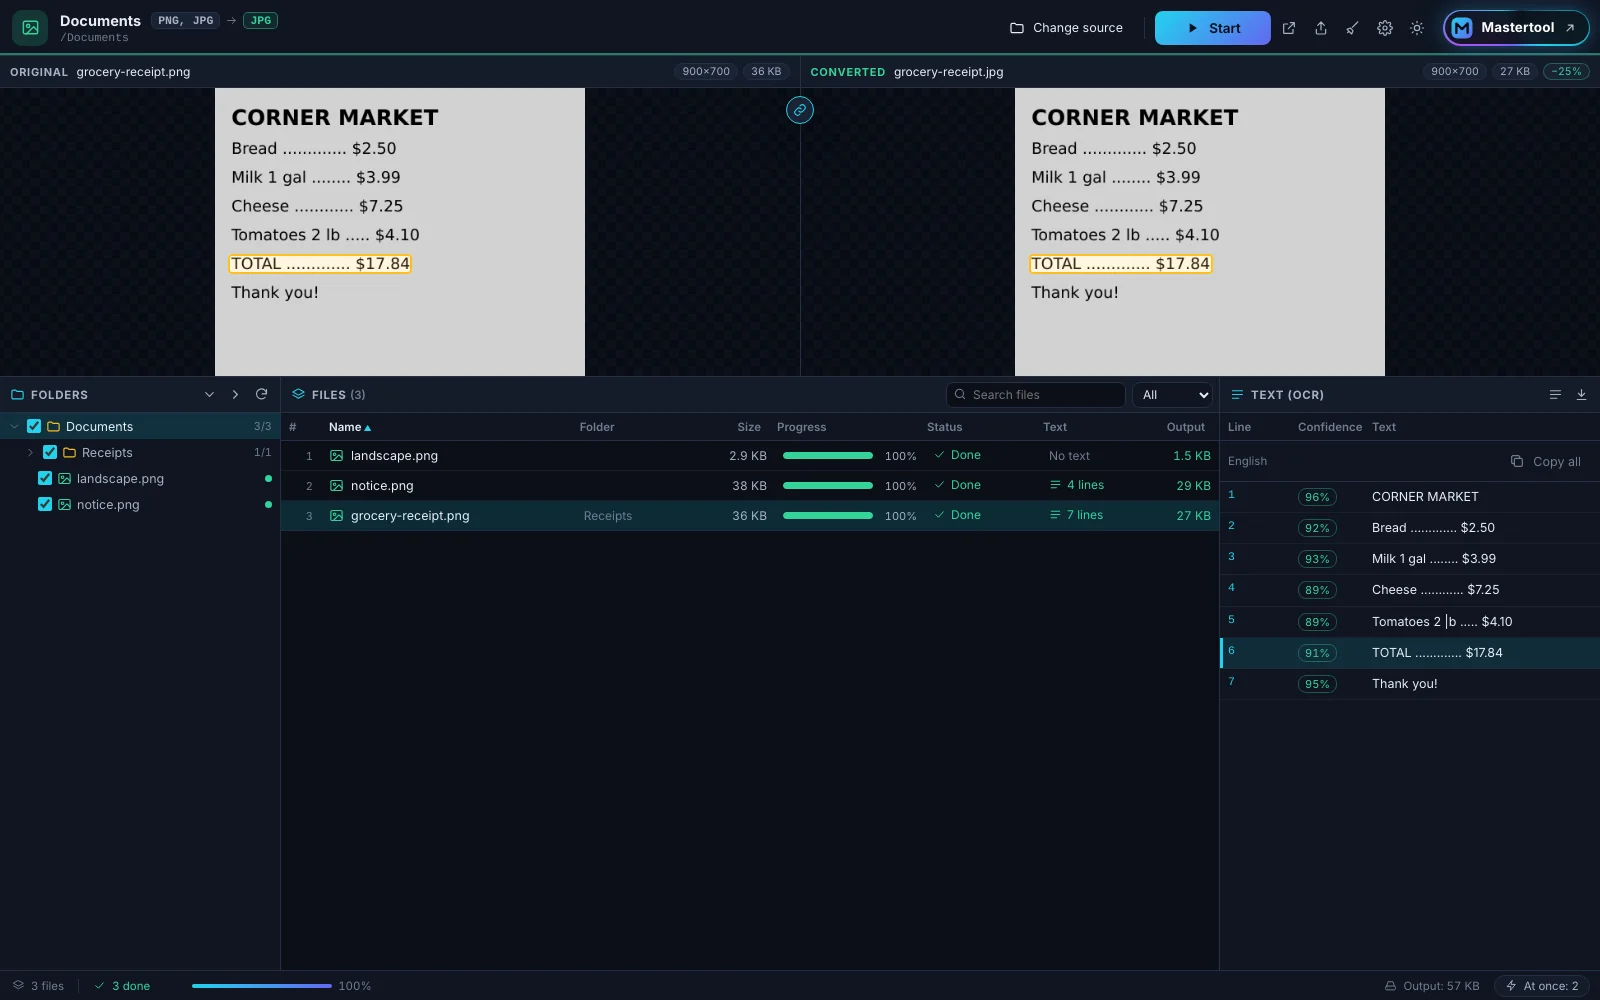 Documents PNG, JPG → JPG
/Documents
Change source
Start
Mastertool
ORIGINAL grocery-receipt.png 900×700 36 KB
CONVERTED grocery-receipt.jpg 900×700 27 KB −25%
CORNER MARKET
Bread ............. $2.50
Milk 1 gal ........ $3.99
Cheese ............ $7.25
Tomatoes 2 lb ..... $4.10
TOTAL ............. $17.84
Thank you!
CORNER MARKET
Bread ............. $2.50
Milk 1 gal ........ $3.99
Cheese ............ $7.25
Tomatoes 2 lb ..... $4.10
TOTAL ............. $17.84
Thank you!
FOLDERS
Documents 3/3
Receipts 1/1
landscape.png
notice.png
FILES (3)
Search files
All
# Name Folder Size Progress Status Text Output
1 landscape.png 2.9 KB 100% Done No text 1.5 KB
2 notice.png 38 KB 100% Done 4 lines 29 KB
3 grocery-receipt.png Receipts 36 KB 100% Done 7 lines 27 KB
TEXT (OCR)
Line Confidence Text
English Copy all
1 96% CORNER MARKET
2 92% Bread ............. $2.50
3 93% Milk 1 gal ........ $3.99
4 89% Cheese ............ $7.25
5 89% Tomatoes 2 |b ..... $4.10
6 91% TOTAL ............. $17.84
7 95% Thank you!
3 files 3 done 100% Output: 57 KB At once: 2